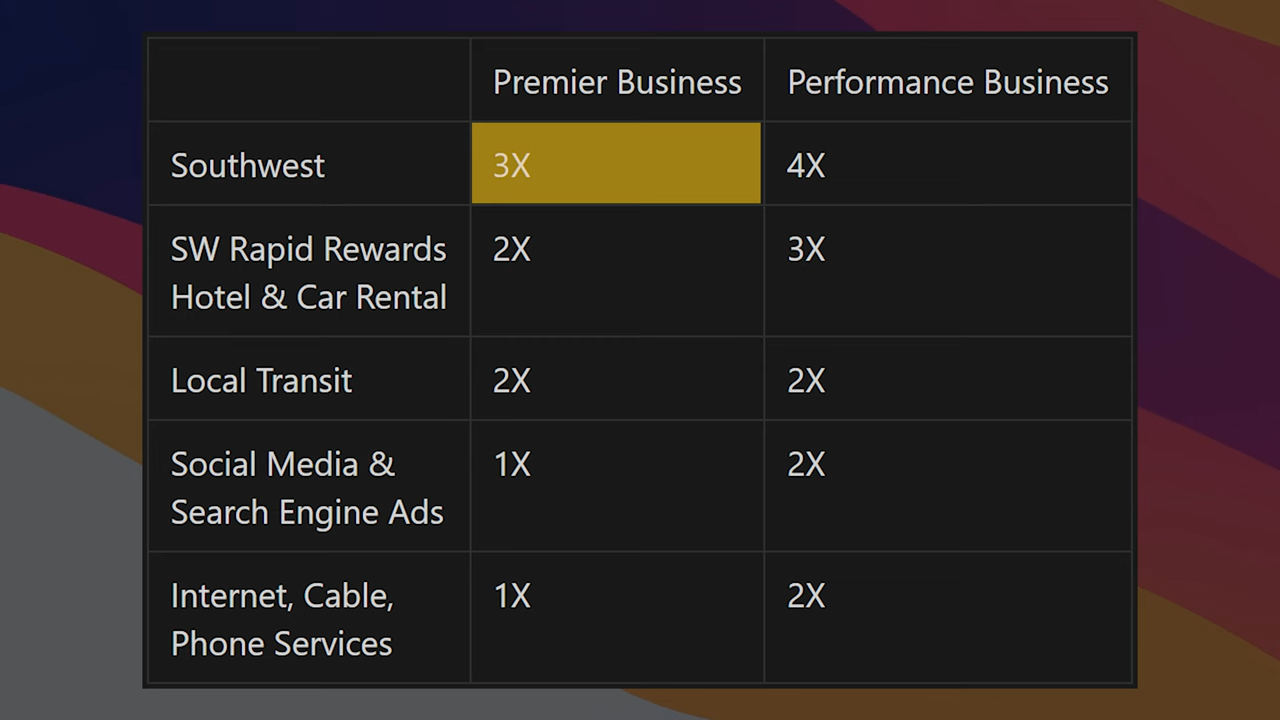 Premier Business Performance Business
Southwest 3X 4X
SW Rapid Rewards 2X 3X
Hotel & Car Rental
Local Transit 2X 2X
Social Media & 1X 2X
Search Engine Ads
Internet, Cable, 1X 2X
Phone Services